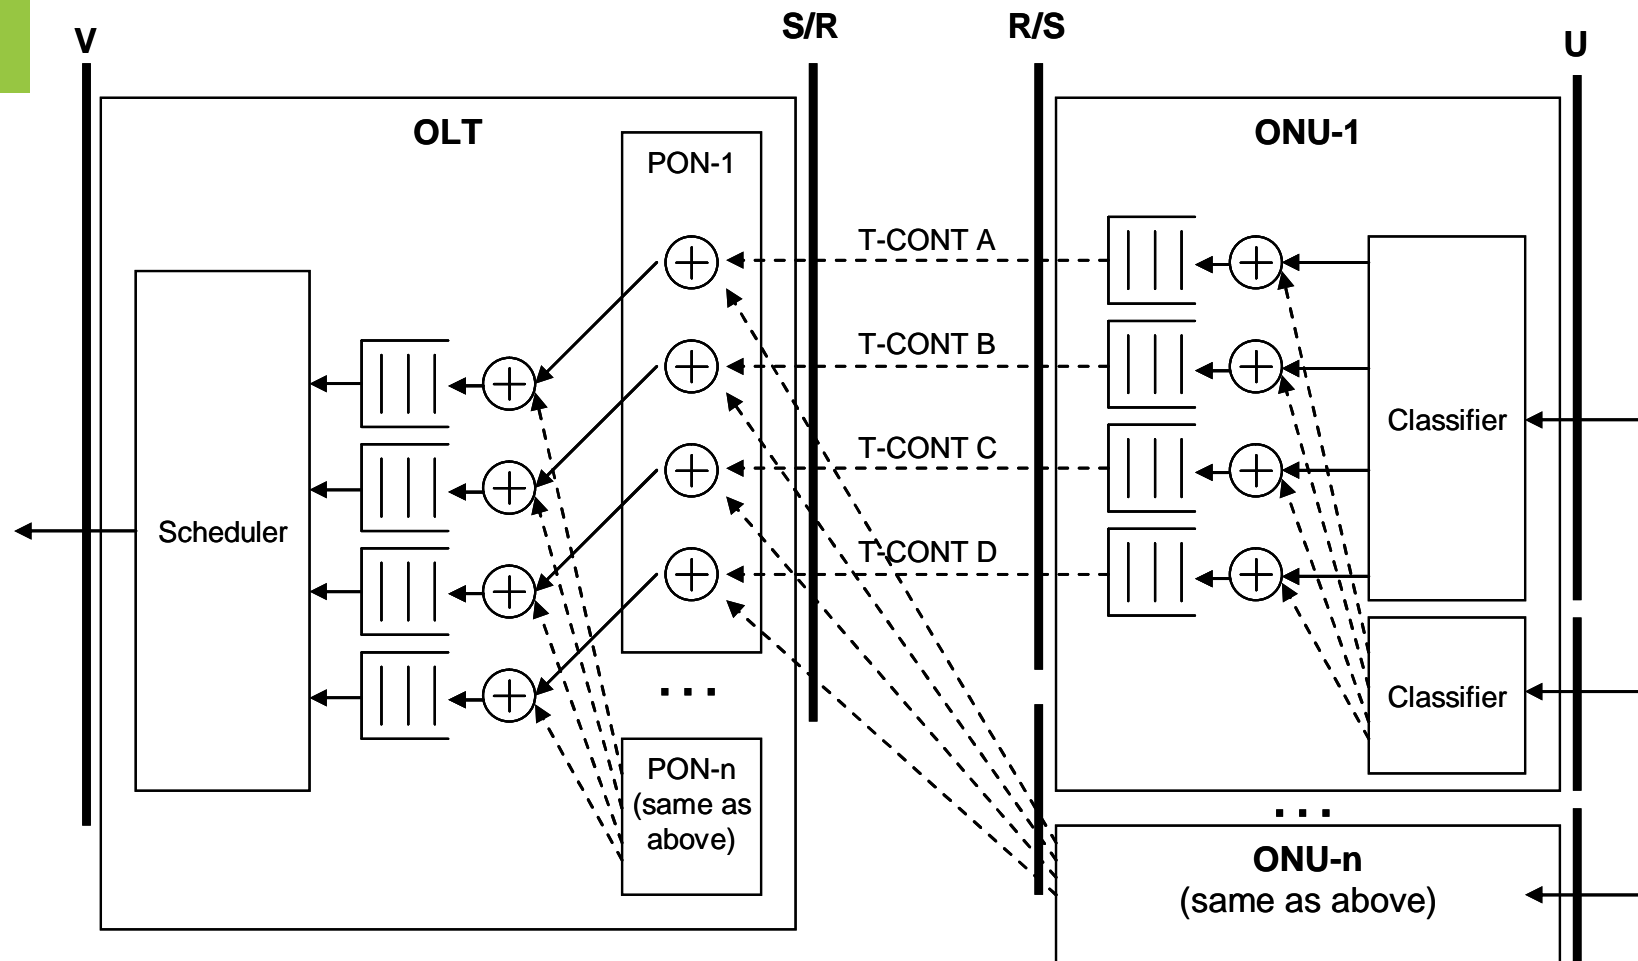 V
S/R
R/S
U
OLT
ONU-1
PON-1
T-CONT A
T-CONT B
T-CONT C
T-CONT D
Classifier
Scheduler
Classifier
...
PON-n
(same as
above)
...
ONU-n
(same as above)